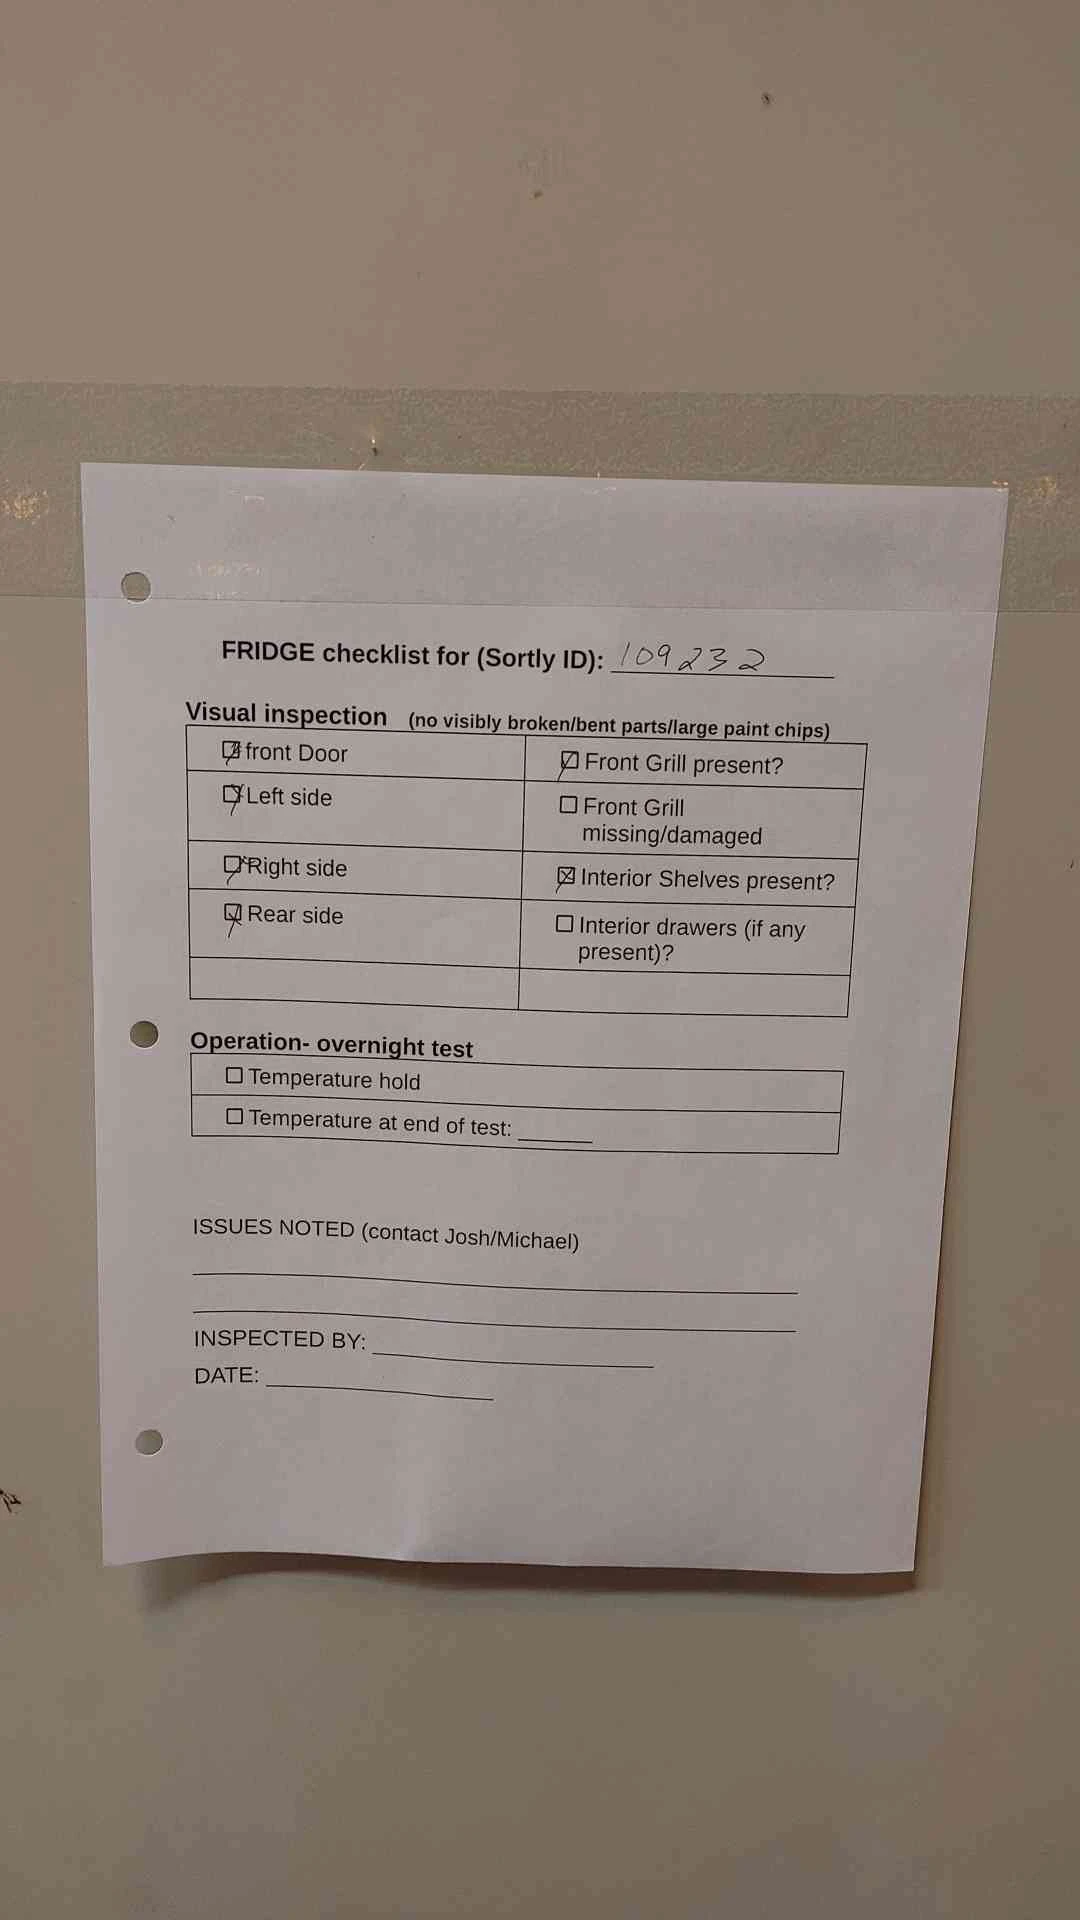 FRIDGE checklist for (Sortly ID): 109232
Visual inspection (no visibly broken/bent parts/large paint chips)
☑ front Door
☑ Front Grill present?
☑ Left side
☐ Front Grill
missing/damaged
☑ Right side
☑ Interior Shelves present?
☑ Rear side
☐ Interior drawers (if any
present)?
Operation- overnight test
☐ Temperature hold
☐ Temperature at end of test: ______
ISSUES NOTED (contact Josh/Michael)
INSPECTED BY: ______
DATE: ______